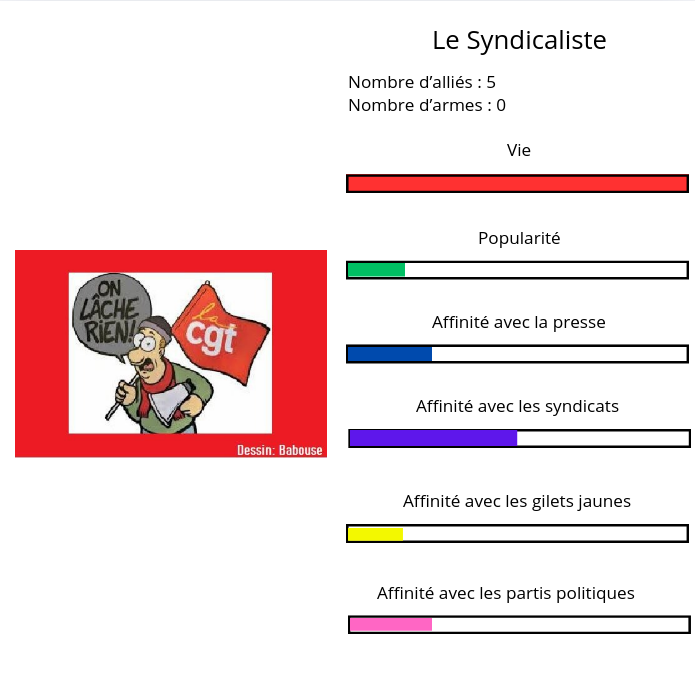 Le Syndicaliste
Nombre d’alliés : 5
Nombre d’armes : 0
Vie
Popularité
Affinité avec la presse
Affinité avec les syndicats
Affinité avec les gilets jaunes
Affinité avec les partis politiques
ON
LÂCHE
RIEN!
la
cgt
Dessin: Babouse